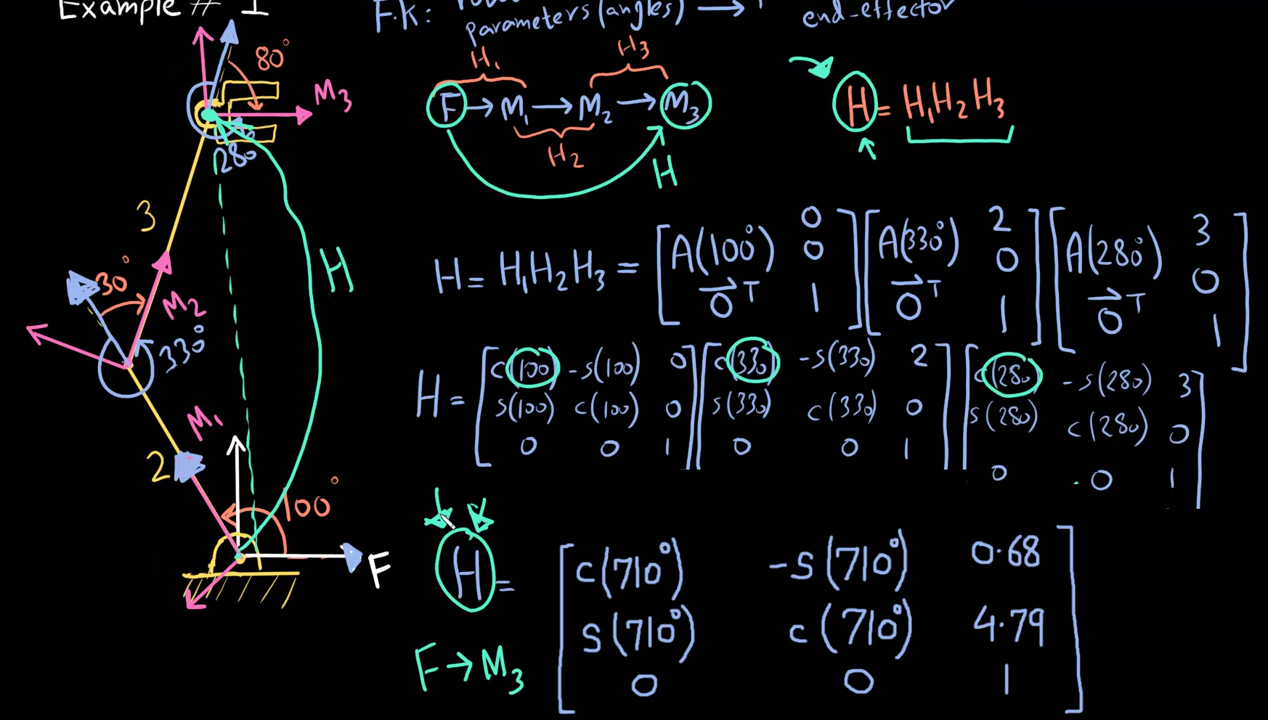 Example # 1
F.K:
parameters (angles) →
end-effector
80°
M3
280
3
H
30°
M2
330°
M1
2
100°
F
H1
H3
F → M1 → M2 → M3
H2
H
H = H1H2H3
H = H1H2H3 = [A(100°) 0 [A(330°) 2 [A(280°) 3
0 0 0
0T 1] 0T 1] 0T 1]
H = [c(100) -s(100) 0 [c(330) -s(330) 2 [c(280) -s(280) 3
s(100) c(100) 0 s(330) c(330) 0 s(280) c(280) 0
0 0 1] 0 0 1] 0 0 1]
H = [c(710°) -s(710°) 0.68
s(710°) c(710°) 4.79
0 0 1]
F → M3